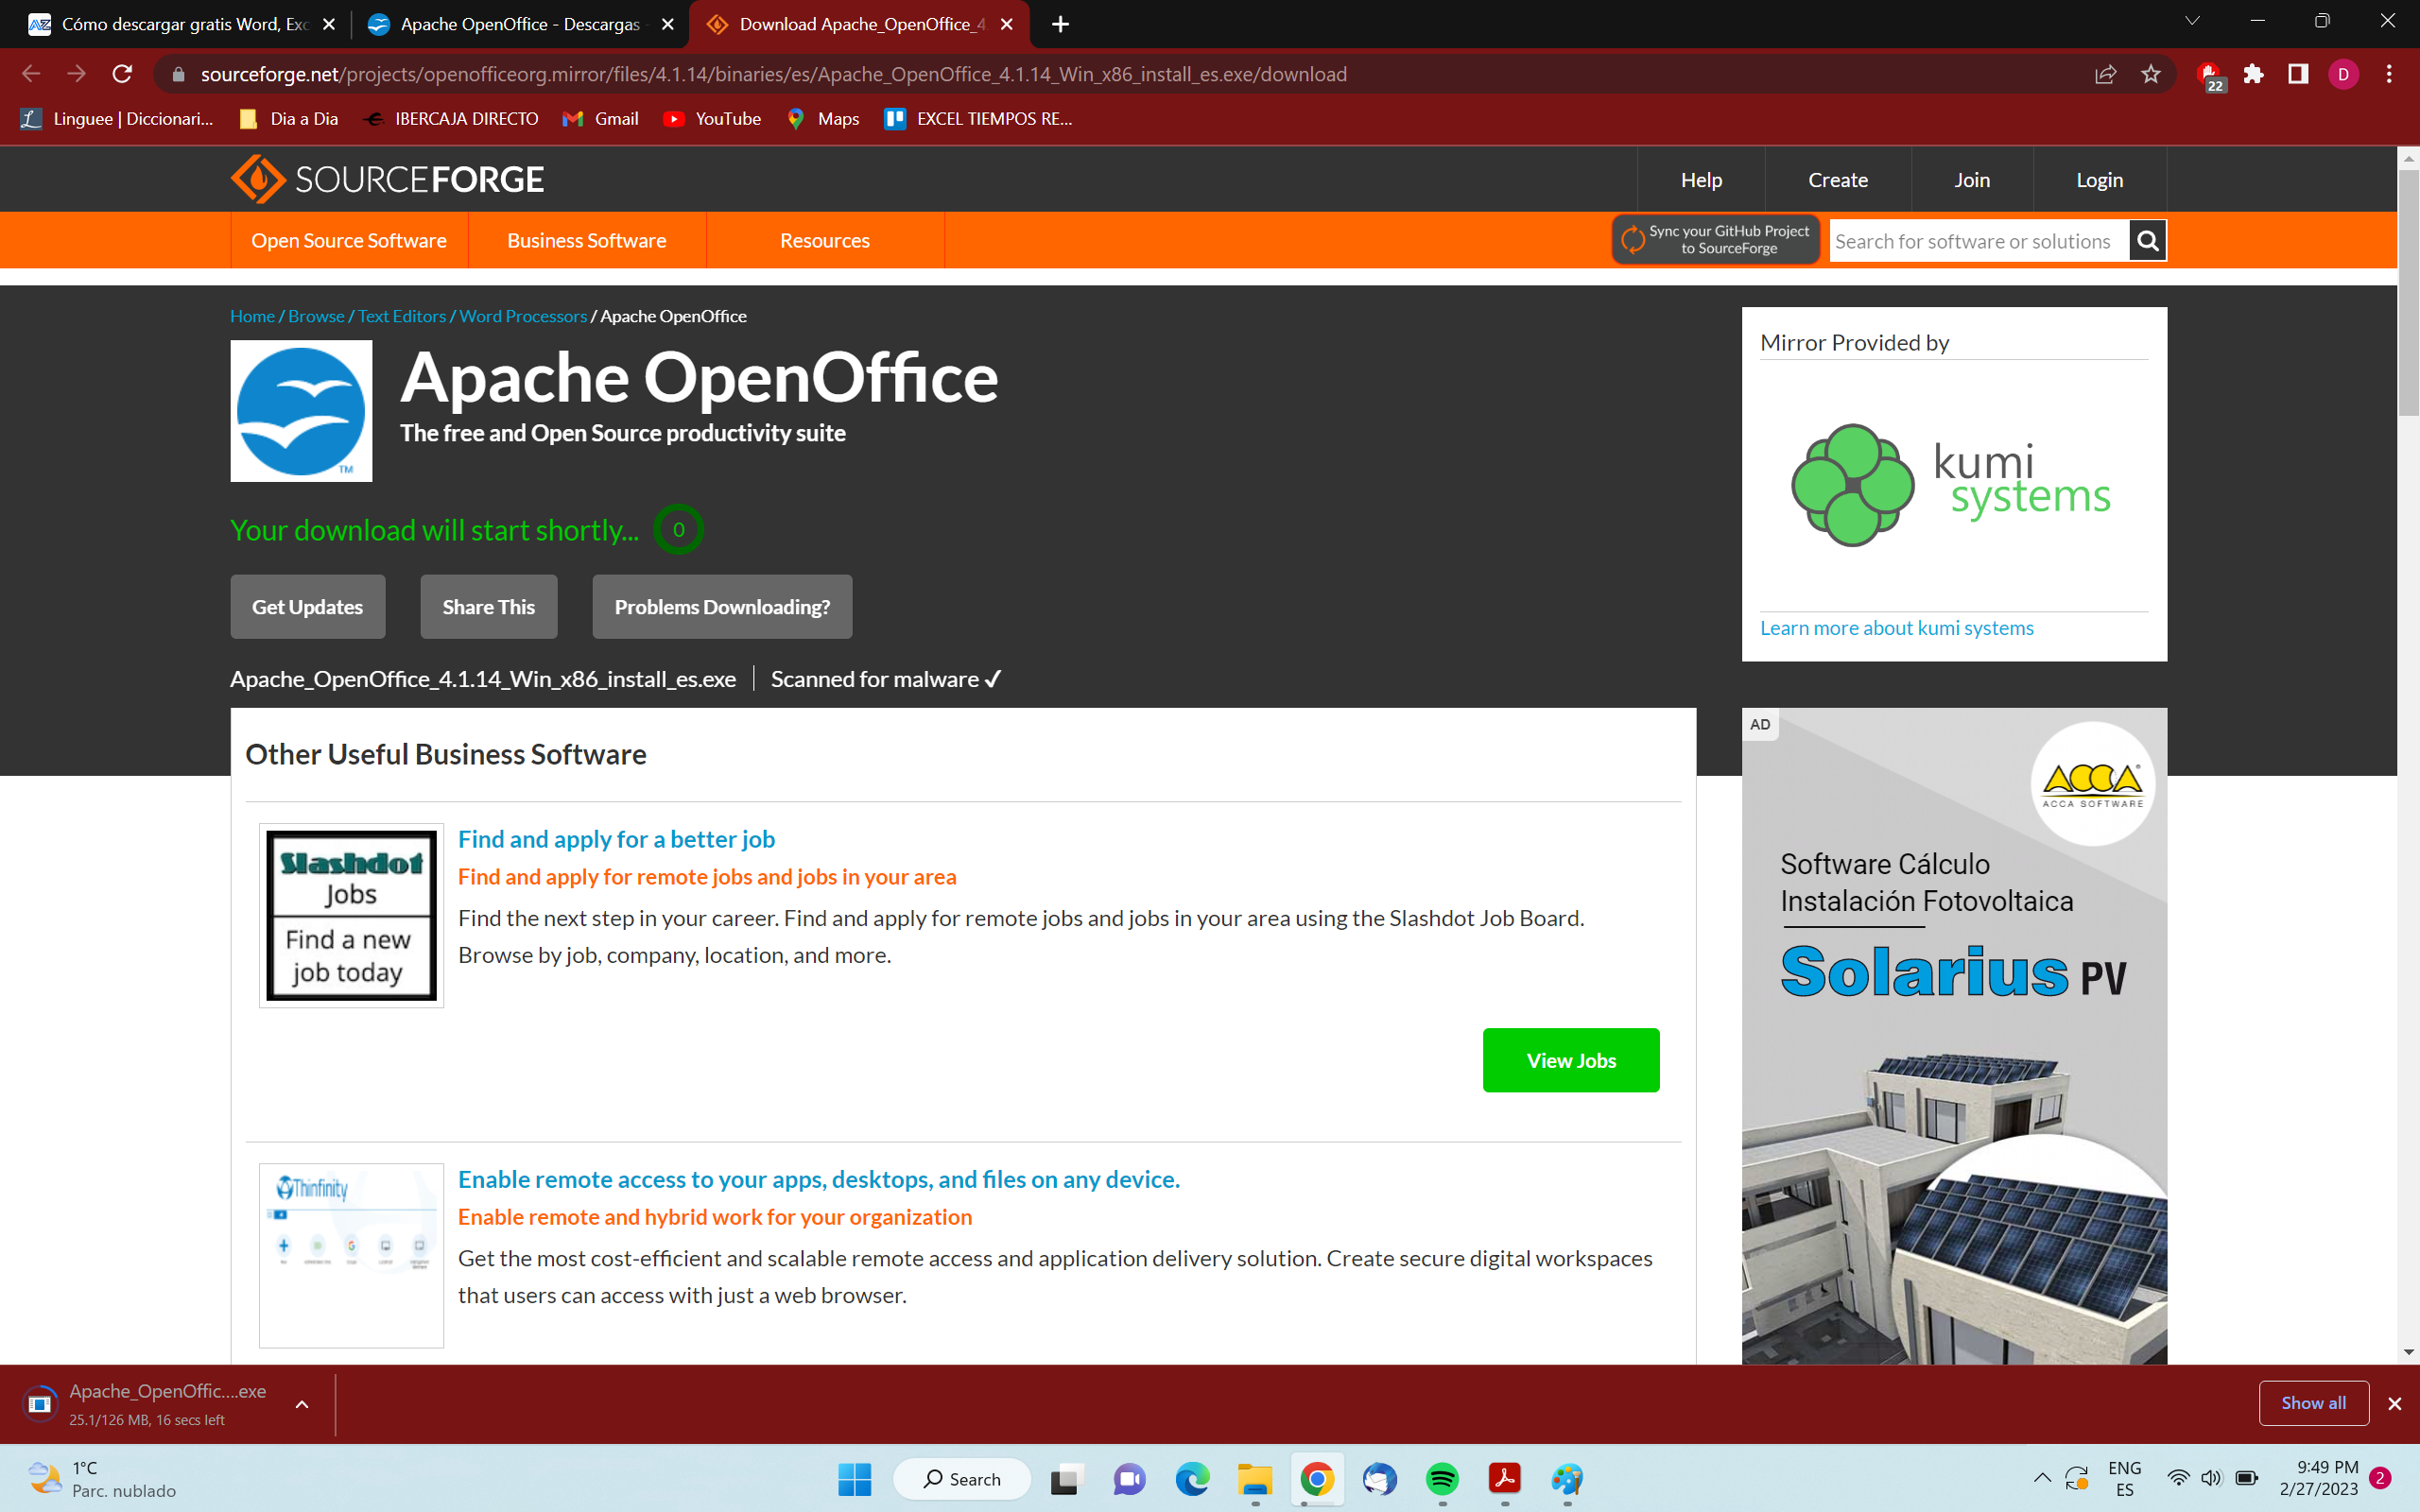 Cómo descargar gratis Word, Exc
Apache OpenOffice - Descargas -
Download Apache_OpenOffice_4.
sourceforge.net/projects/openofficeorg.mirror/files/4.1.14/binaries/es/Apache_OpenOffice_4.1.14_Win_x86_install_es.exe/download
22
D
Linguee | Diccionari...
Dia a Dia
IBERCAJA DIRECTO
Gmail
YouTube
Maps
EXCEL TIEMPOS RE...
SOURCEFORGE
Help
Create
Join
Login
Open Source Software
Business Software
Resources
Sync your GitHub Project
to SourceForge
Search for software or solutions
Home / Browse / Text Editors / Word Processors / Apache OpenOffice
Apache OpenOffice
The free and Open Source productivity suite
TM
Your download will start shortly... 0
Get Updates
Share This
Problems Downloading?
Apache_OpenOffice_4.1.14_Win_x86_install_es.exe
Scanned for malware ✓
Mirror Provided by
kumi
systems
Learn more about kumi systems
Other Useful Business Software
Slashdot
Jobs
Find a new
job today
Find and apply for a better job
Find and apply for remote jobs and jobs in your area
Find the next step in your career. Find and apply for remote jobs and jobs in your area using the Slashdot Job Board.
Browse by job, company, location, and more.
View Jobs
Thinfinity
Enable remote access to your apps, desktops, and files on any device.
Enable remote and hybrid work for your organization
Get the most cost-efficient and scalable remote access and application delivery solution. Create secure digital workspaces
that users can access with just a web browser.
AD
ACCA®
ACCA SOFTWARE
Software Cálculo
Instalación Fotovoltaica
Solarius PV
Apache_OpenOffic....exe
25.1/126 MB, 16 secs left
Show all
1°C
Parc. nublado
Search
ENG
ES
9:49 PM
2/27/2023
2